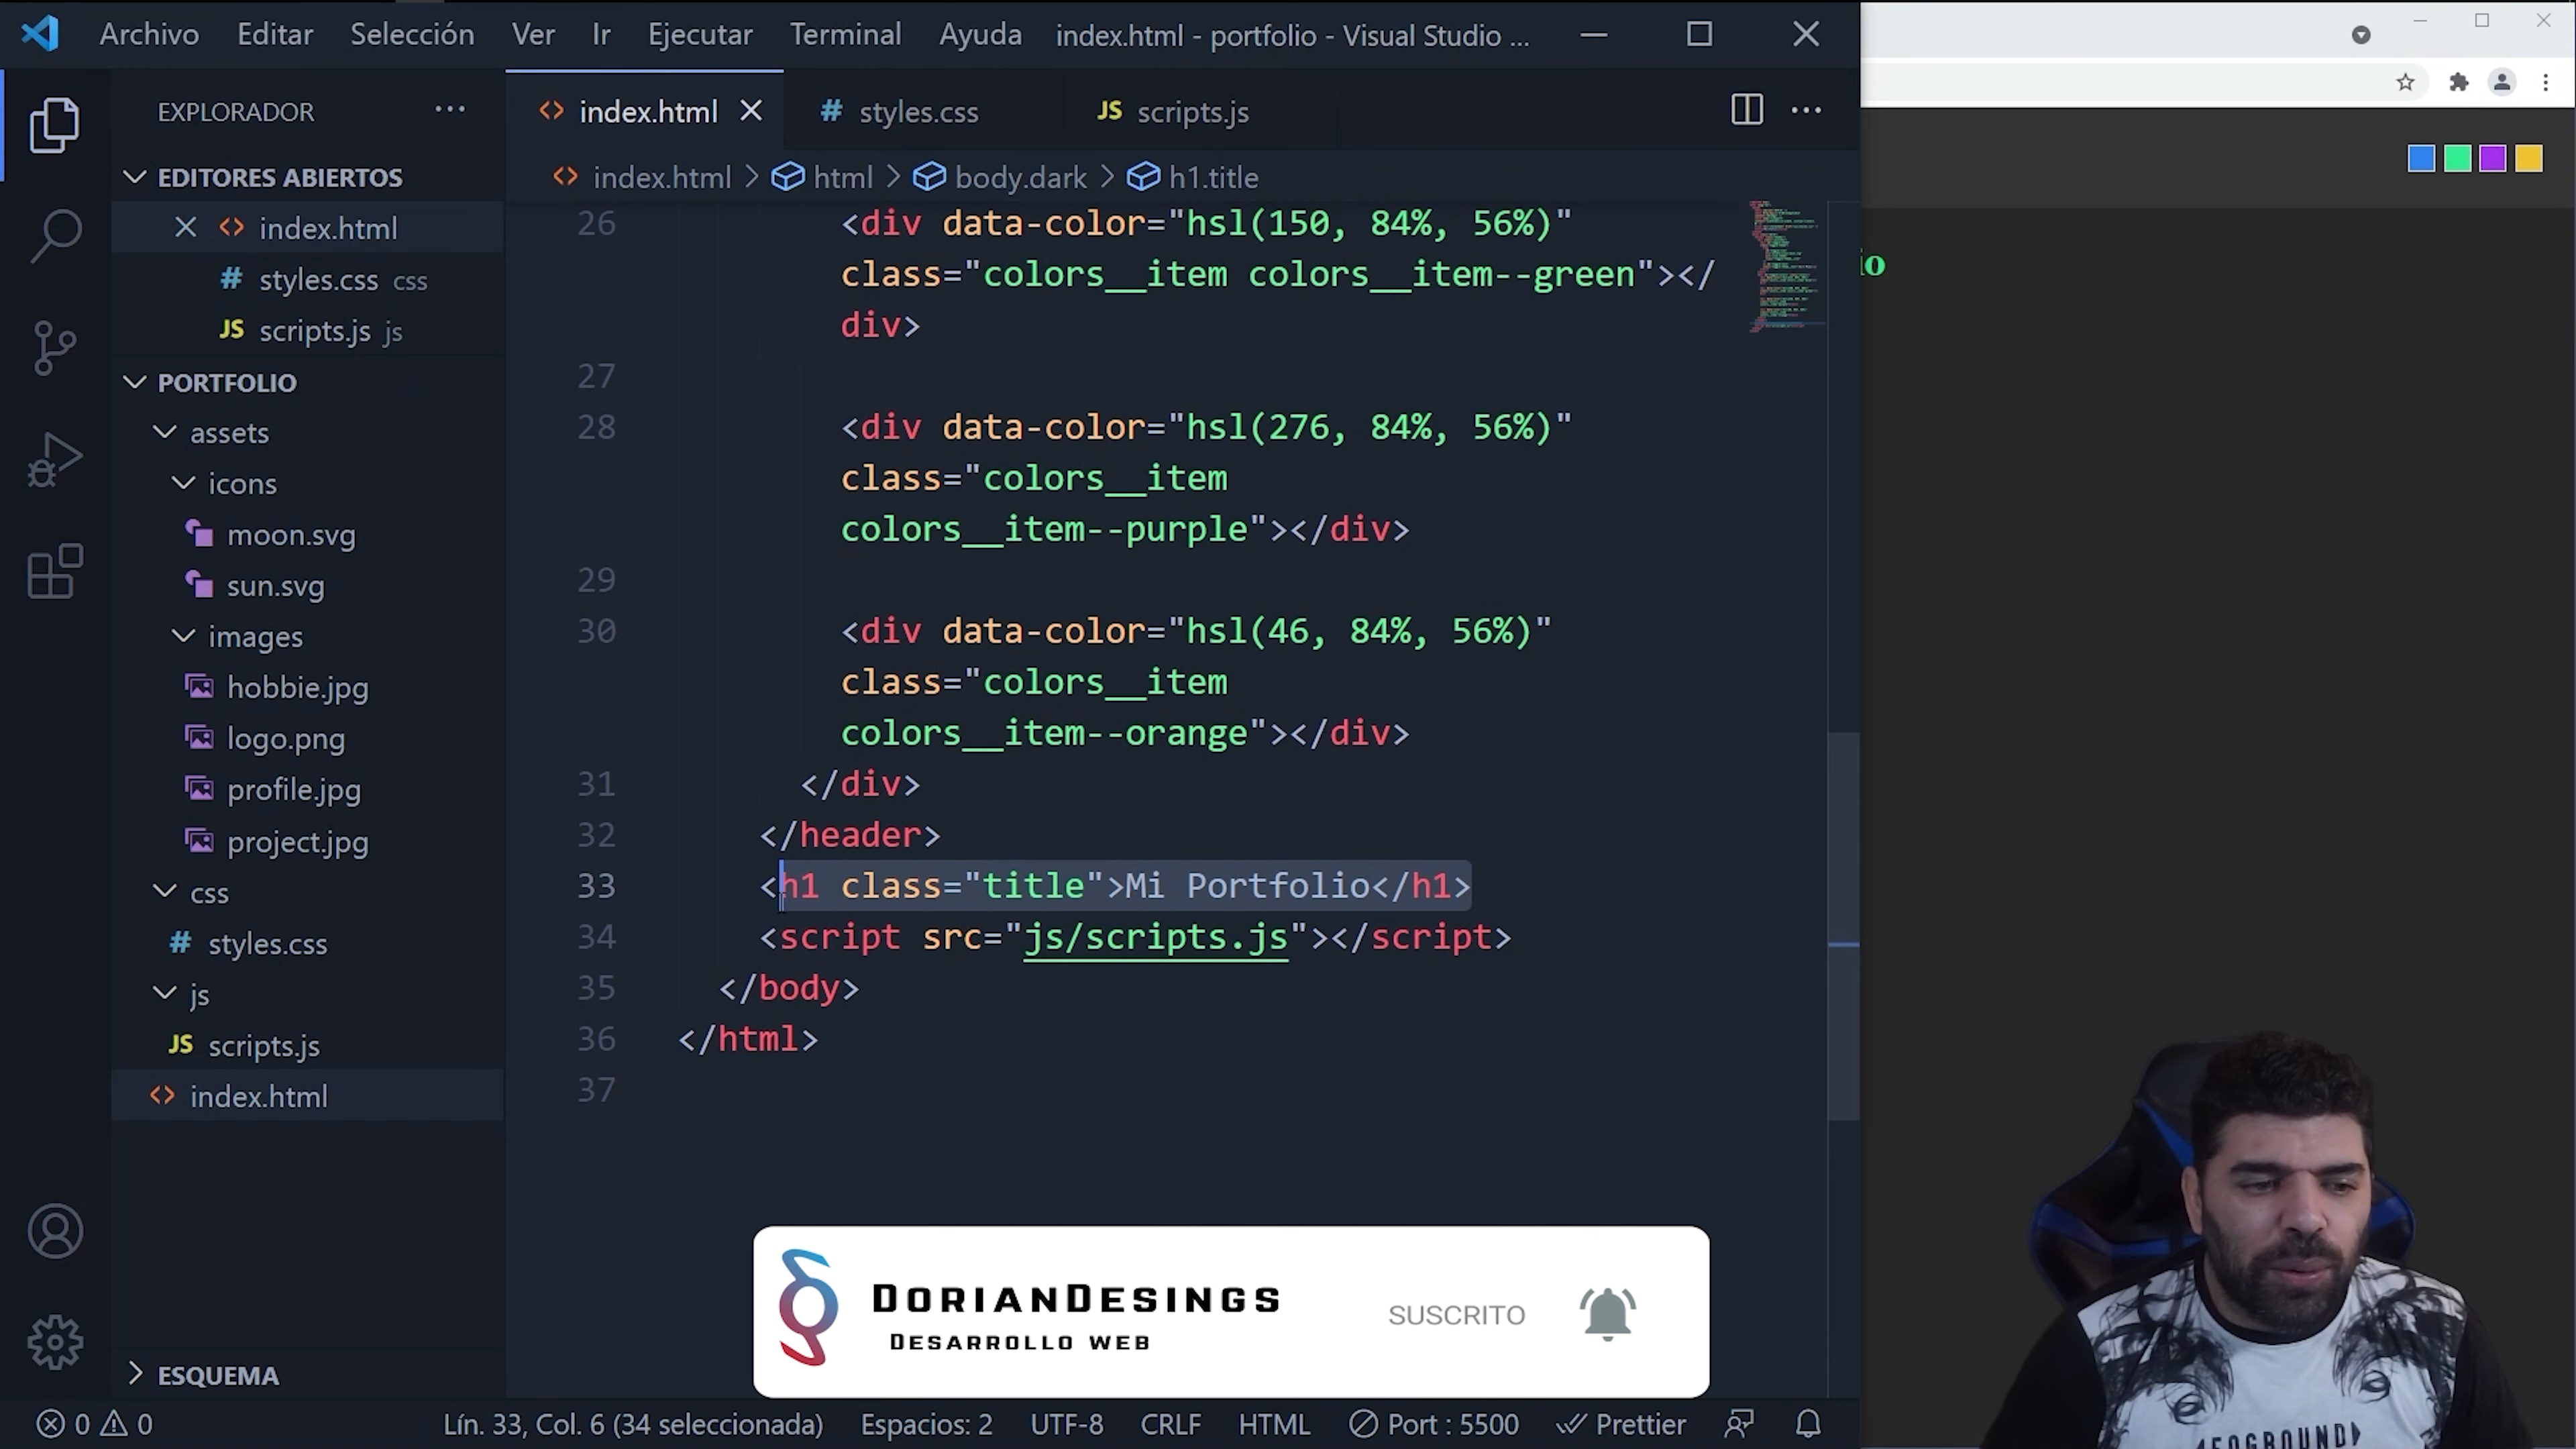 Archivo Editar Selección Ver Ir Ejecutar Terminal Ayuda index.html - portfolio - Visual Studio ...
EXPLORADOR
EDITORES ABIERTOS
index.html
styles.css css
scripts.js js
PORTFOLIO
assets
icons
moon.svg
sun.svg
images
hobbie.jpg
logo.png
profile.jpg
project.jpg
css
styles.css
js
scripts.js
index.html
ESQUEMA
index.html styles.css scripts.js
index.html > html > body.dark > h1.title
26 <div data-color="hsl(150, 84%, 56%)"
class="colors__item colors__item--green"></
div>
27
28 <div data-color="hsl(276, 84%, 56%)"
class="colors__item
colors__item--purple"></div>
29
30 <div data-color="hsl(46, 84%, 56%)"
class="colors__item
colors__item--orange"></div>
31 </div>
32 </header>
33 <h1 class="title">Mi Portfolio</h1>
34 <script src="js/scripts.js"></script>
35 </body>
36 </html>
37
io
DORIANDESINGS
DESARROLLO WEB
SUSCRITO
0 0 Lín. 33, Col. 6 (34 seleccionada) Espacios: 2 UTF-8 CRLF HTML Port : 5500 Prettier